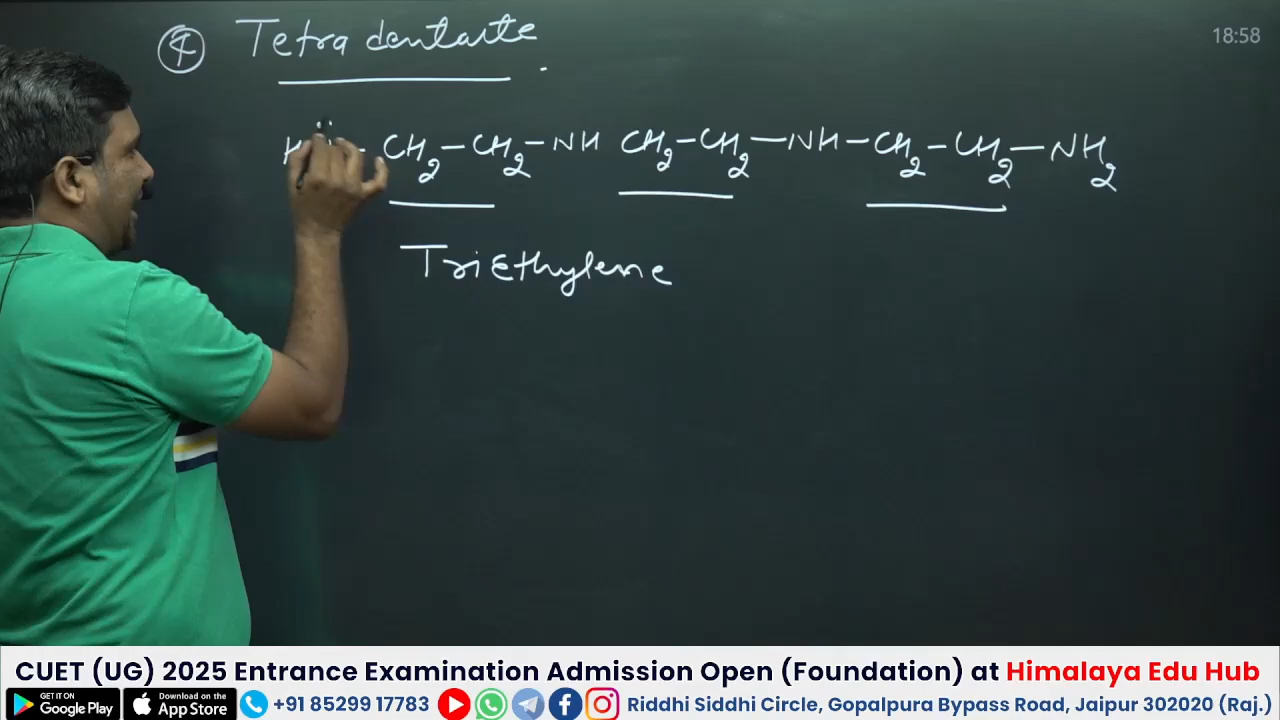 18:58
④ Tetra dentaite
H - CH2-CH2-NH CH2-CH2-NH-CH2-CH2-NH2
TriEthylene
CUET (UG) 2025 Entrance Examination Admission Open (Foundation) at Himalaya Edu Hub
GET IT ON Google Play Download on the App Store +91 85299 17783 Riddhi Siddhi Circle, Gopalpura Bypass Road, Jaipur 302020 (Raj.)